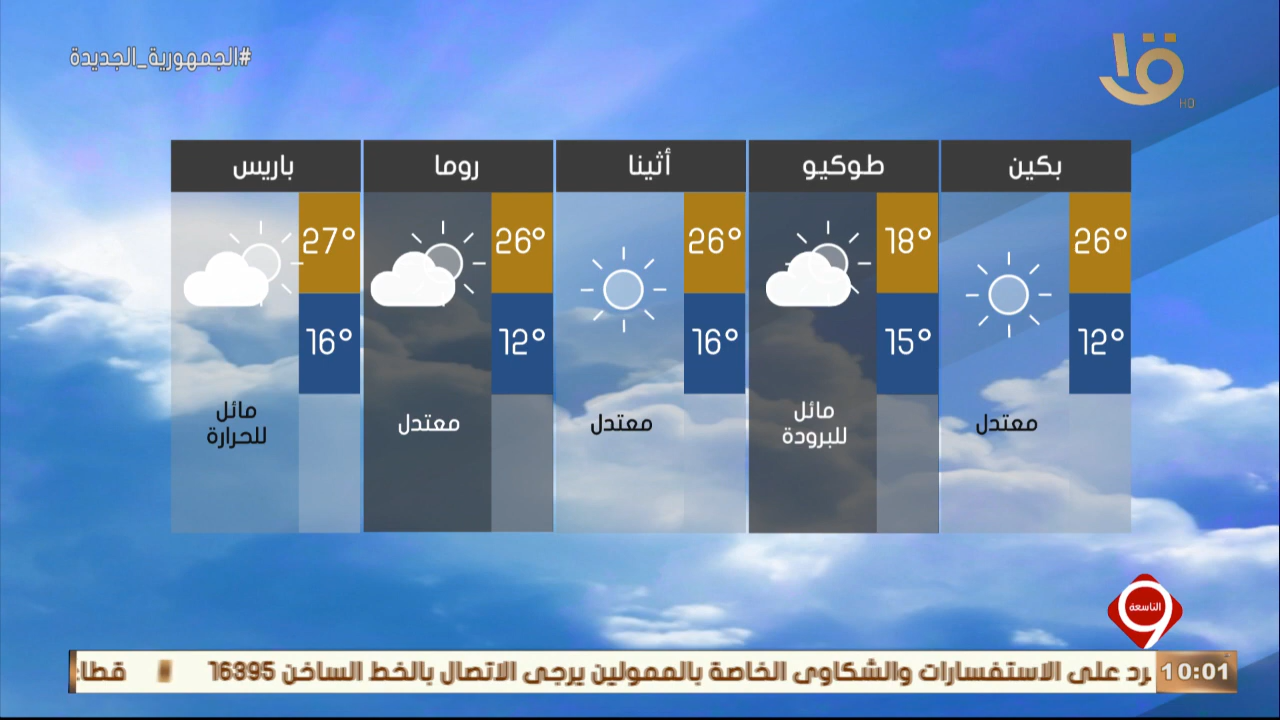 #الجمهورية_الجديدة
HD
بكين
طوكيو
أثينا
روما
باريس
26°
18°
26°
26°
27°
12°
15°
16°
12°
16°
معتدل
مائل
للبرودة
معتدل
معتدل
مائل
للحرارة
التاسعة
9
10:01
رد على الاستفسارات والشكاوى الخاصة بالممولين يرجى الاتصال بالخط الساخن 16395